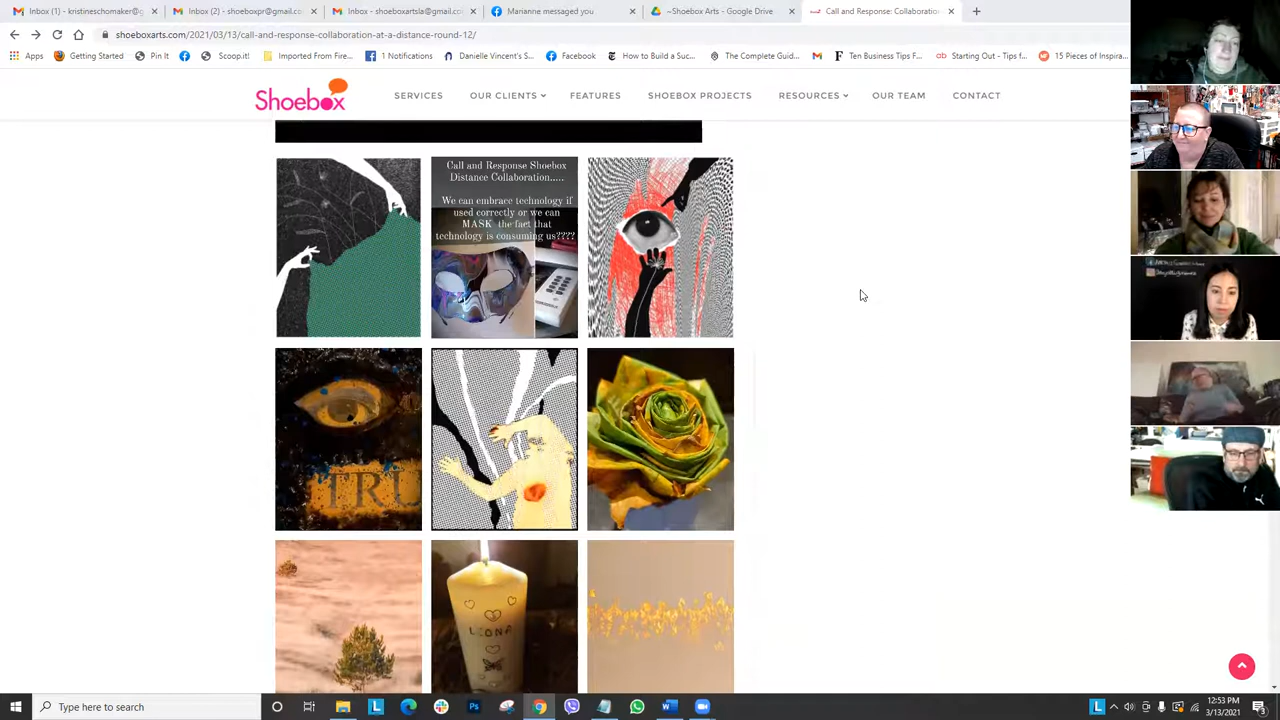 Inbox (1) - kristineschomaker@g
Inbox (2) - shoeboxpr@gmail.co
Inbox - shoeboxartsla@gmail.co
Marianne messaged you
~Shoebox Arts - Google Drive
Call and Response: Collaboratio
shoeboxarts.com/2021/03/13/call-and-response-collaboration-at-a-distance-round-12/
Apps
Getting Started
Pin It
Scoop.it!
Imported From Fire...
1 Notifications
Danielle Vincent's S...
Facebook
How to Build a Suc...
The Complete Guid...
Ten Business Tips F...
Starting Out - Tips f...
15 Pieces of Inspira...
Shoebox
SERVICES
OUR CLIENTS
FEATURES
SHOEBOX PROJECTS
RESOURCES
OUR TEAM
CONTACT
Call and Response Shoebox
Distance Collaboration.....
We can embrace technology if
used correctly or we can
MASK the fact that
technology is consuming us????
TRU
LEONA
Type here to search
12:53 PM
3/13/2021